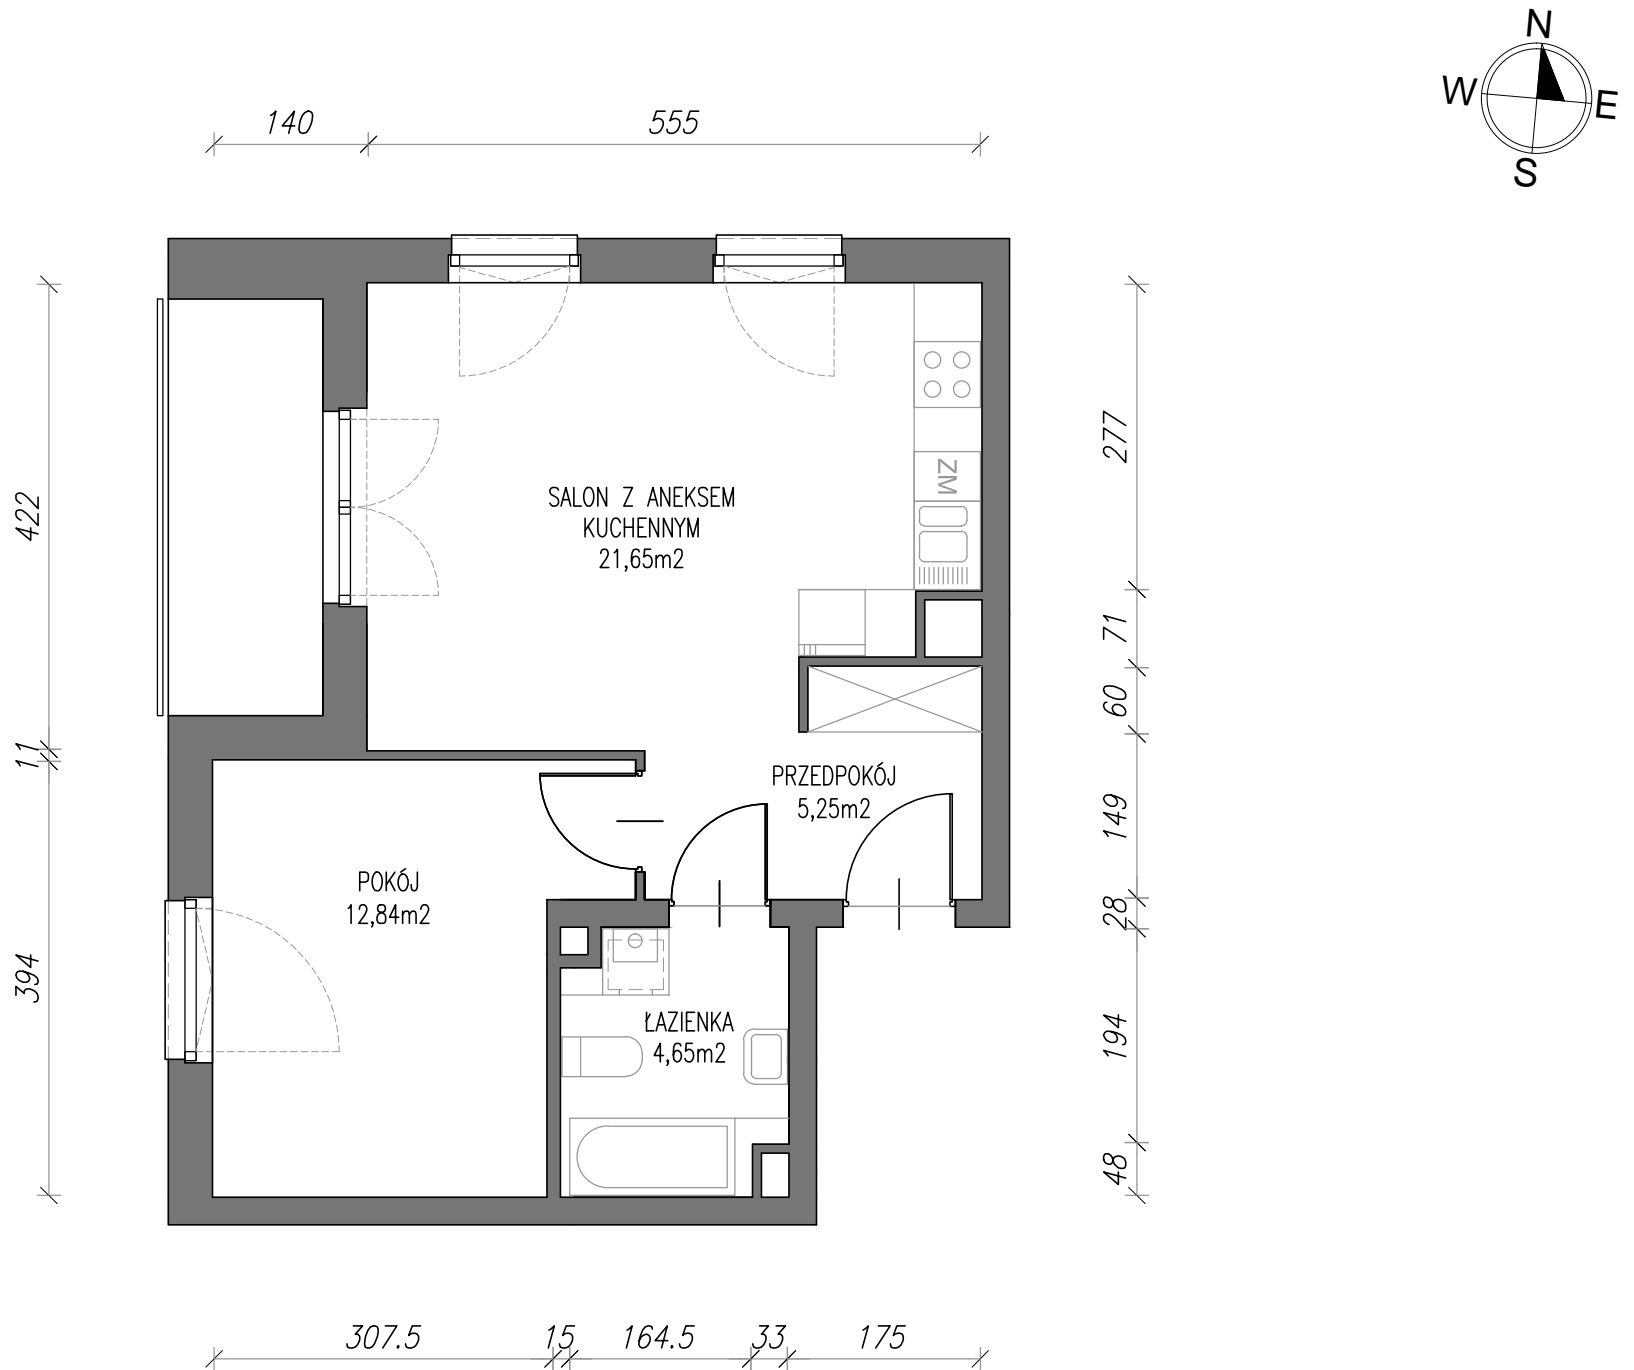 N
W
E
S
140
555
422
11
394
277
71
60
149
28
194
48
SALON Z ANEKSEM
KUCHENNYM
21,65m2
ZM
PRZEDPOKÓJ
5,25m2
POKÓJ
12,84m2
ŁAZIENKA
4,65m2
307.5
15
164.5
33
175